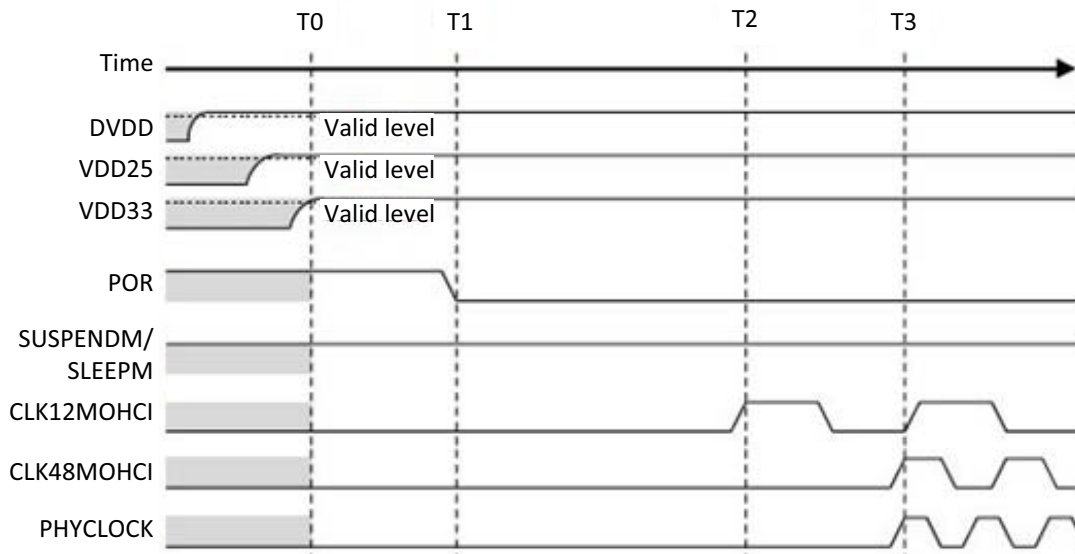 T0 T1 T2 T3
Time
DVDD Valid level
VDD25 Valid level
VDD33 Valid level
POR
SUSPENDM/
SLEEPM
CLK12MOHCI
CLK48MOHCI
PHYCLOCK